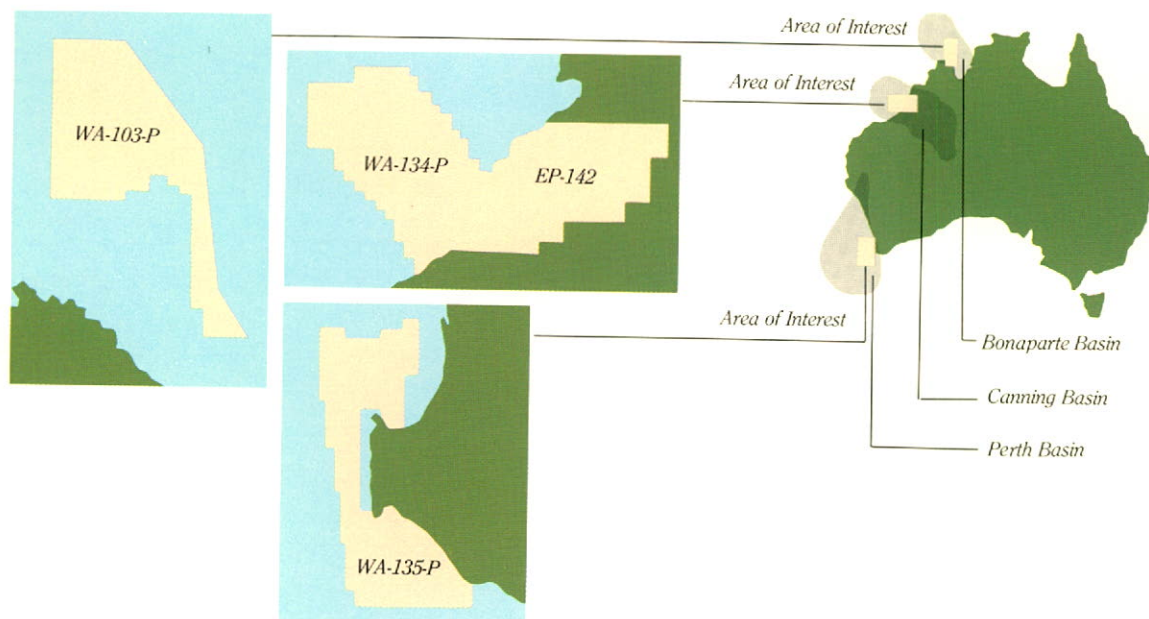 Area of Interest
WA-103-P
Area of Interest
WA-134-P
EP-142
Area of Interest
WA-135-P
Bonaparte Basin
Canning Basin
Perth Basin